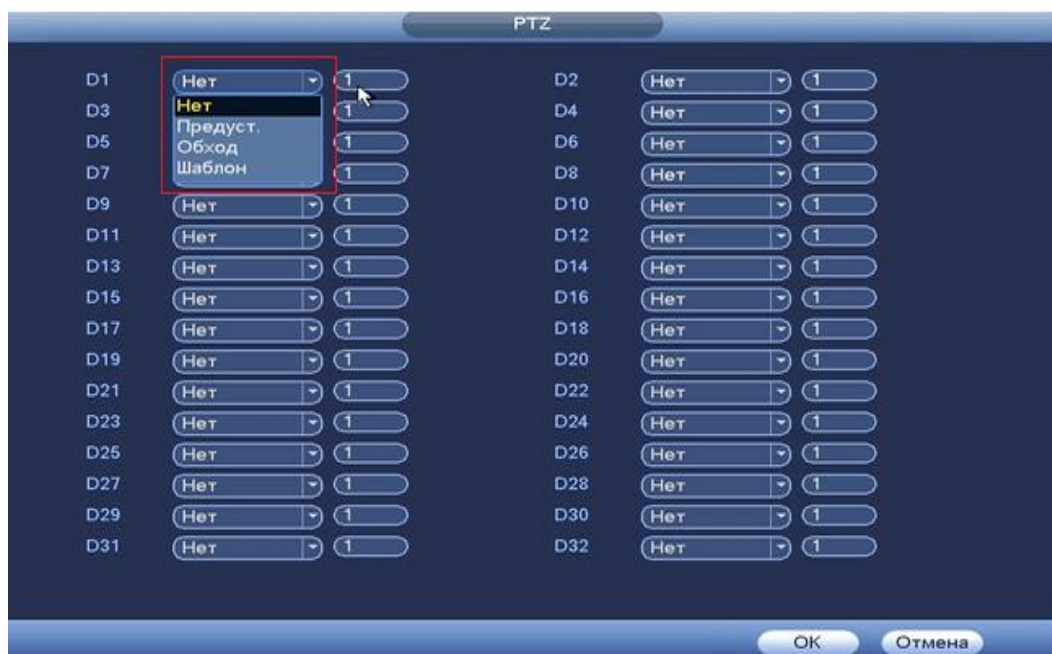 PTZ
D1 Нет 1 D2 Нет 1
Нет
Предуст.
Обход
Шаблон
D3 1 D4 Нет 1
D5 1 D6 Нет 1
D7 1 D8 Нет 1
D9 Нет 1 D10 Нет 1
D11 Нет 1 D12 Нет 1
D13 Нет 1 D14 Нет 1
D15 Нет 1 D16 Нет 1
D17 Нет 1 D18 Нет 1
D19 Нет 1 D20 Нет 1
D21 Нет 1 D22 Нет 1
D23 Нет 1 D24 Нет 1
D25 Нет 1 D26 Нет 1
D27 Нет 1 D28 Нет 1
D29 Нет 1 D30 Нет 1
D31 Нет 1 D32 Нет 1
OK Отмена